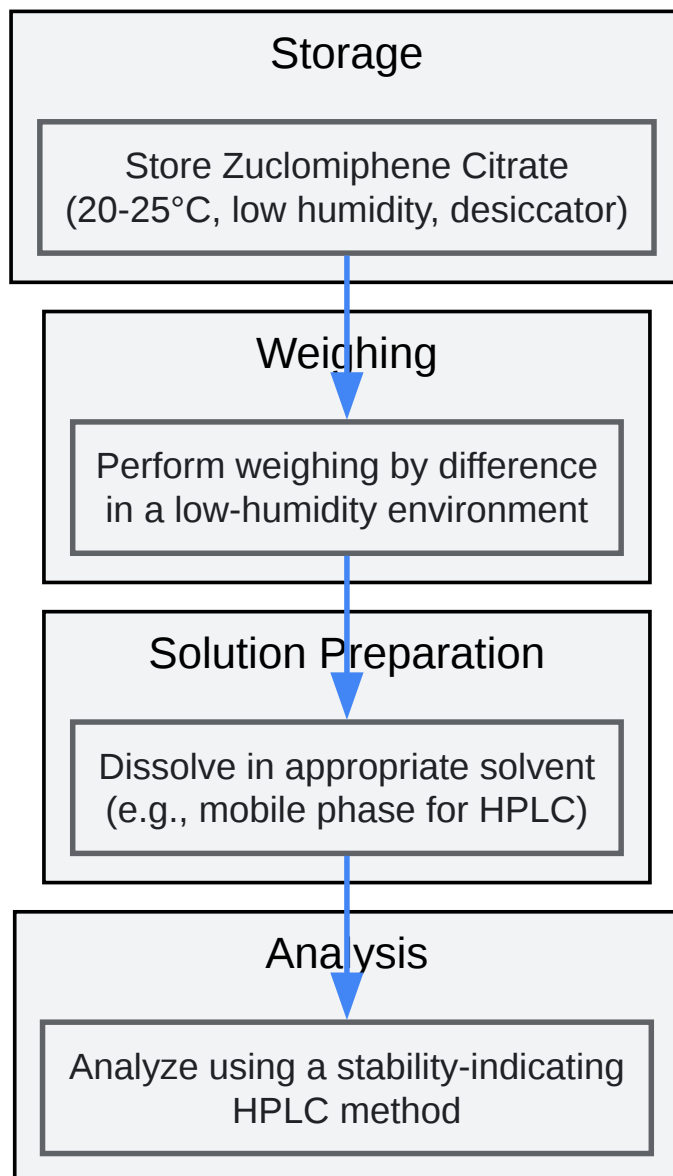 Storage
Store Zuclomiphene Citrate
(20-25°C, low humidity, desiccator)
Weighing
Perform weighing by difference
in a low-humidity environment
Solution Preparation
Dissolve in appropriate solvent
(e.g., mobile phase for HPLC)
Analysis
Analyze using a stability-indicating
HPLC method